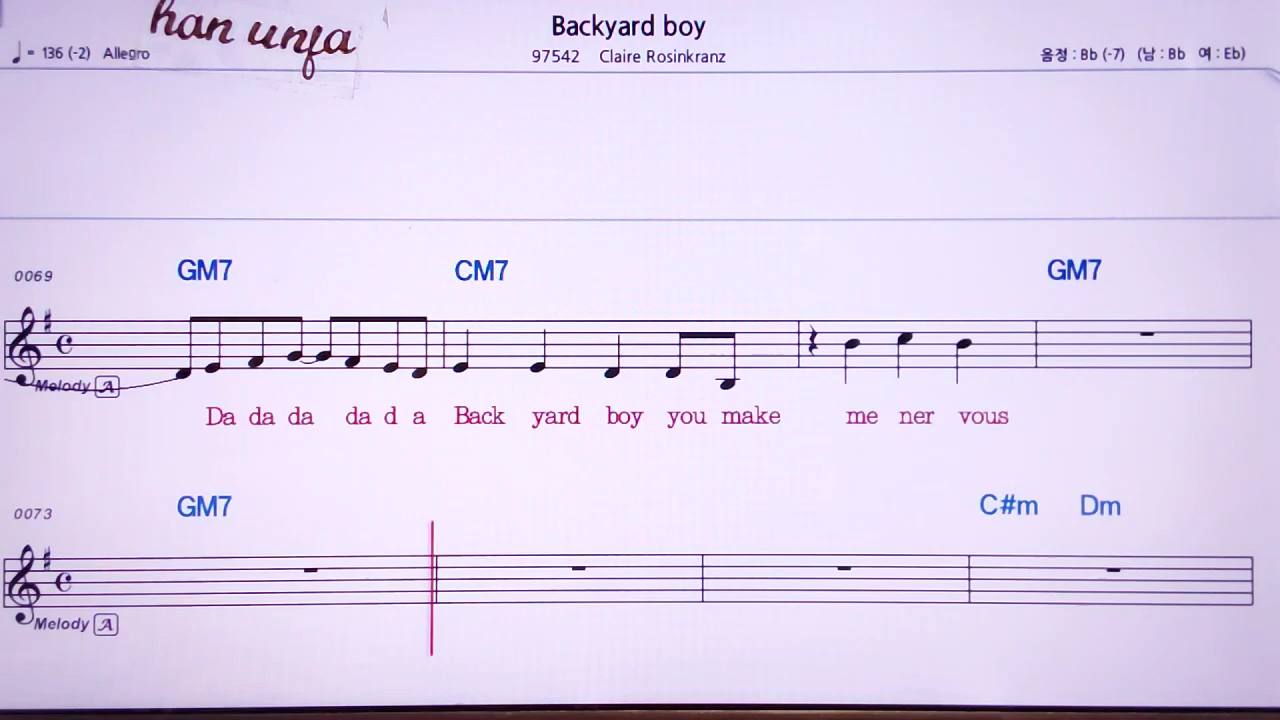 han unfa
Backyard boy
♩= 136 (-2) Allegro
97542 Claire Rosinkranz
음정 : Bb (-7) (남 : Bb 여 : Eb)
0069
GM7 CM7 GM7
Melody A
Da da da da d a Back yard boy you make me ner vous
0073
GM7 C#m Dm
Melody A